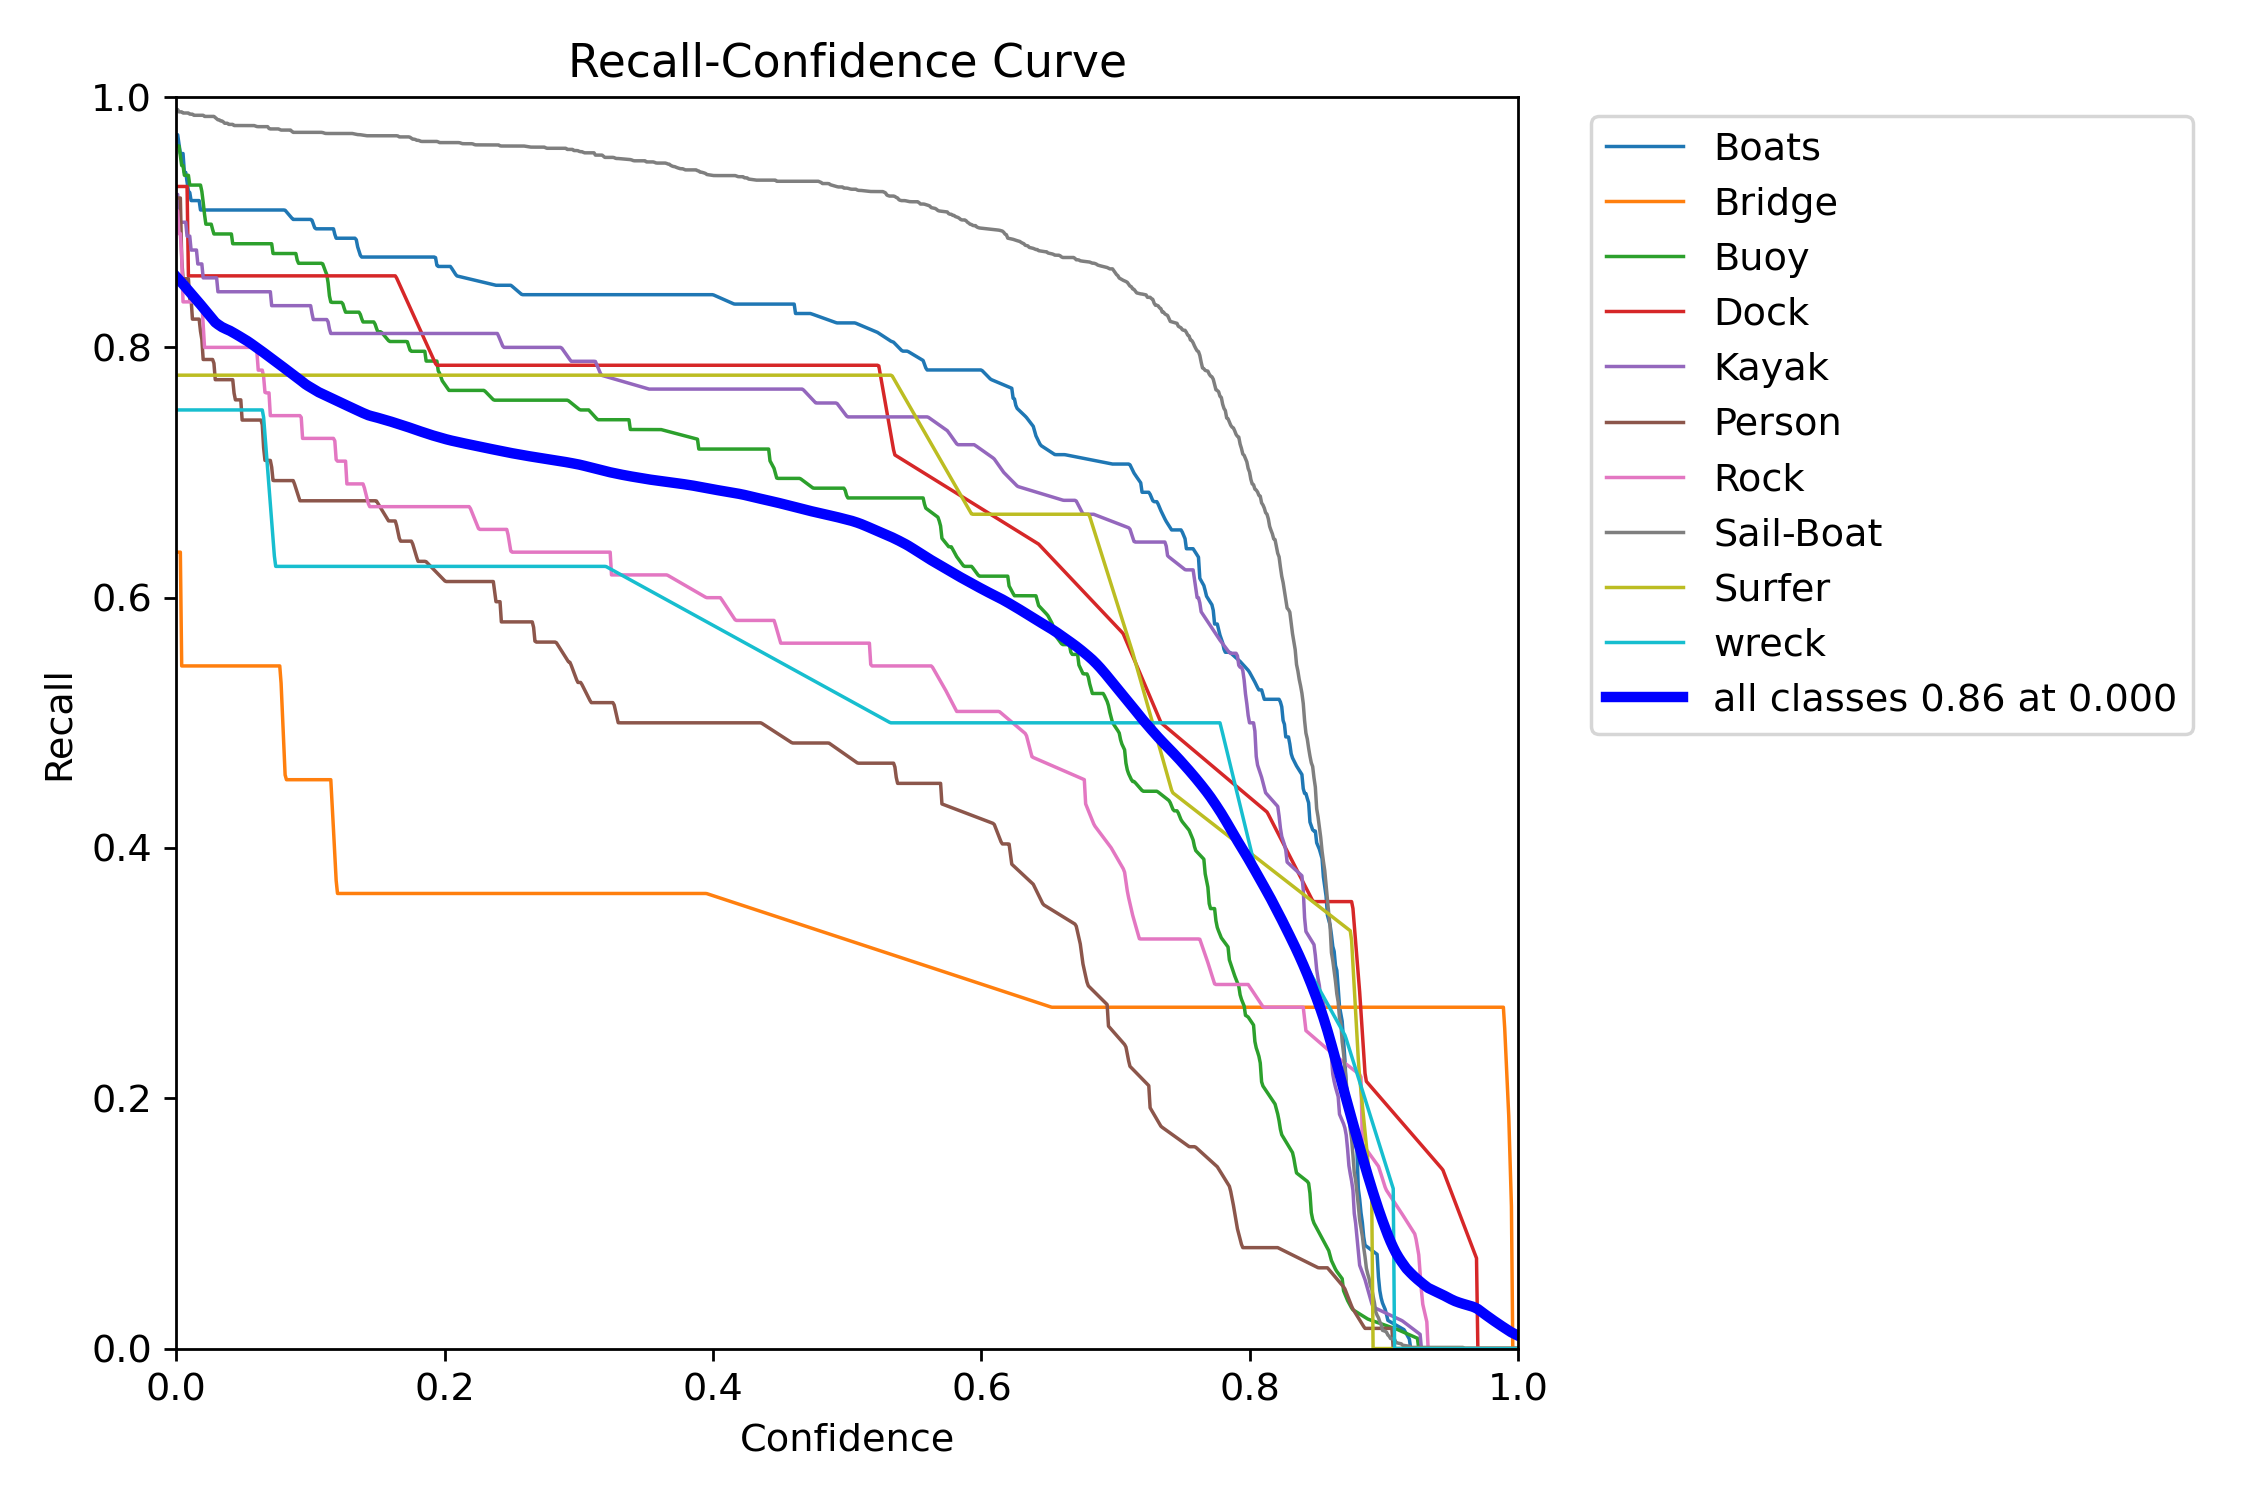 Recall-Confidence Curve
1.0
0.8
0.6
0.4
0.2
0.0
Recall
0.0 0.2 0.4 0.6 0.8 1.0
Confidence
Boats
Bridge
Buoy
Dock
Kayak
Person
Rock
Sail-Boat
Surfer
wreck
all classes 0.86 at 0.000